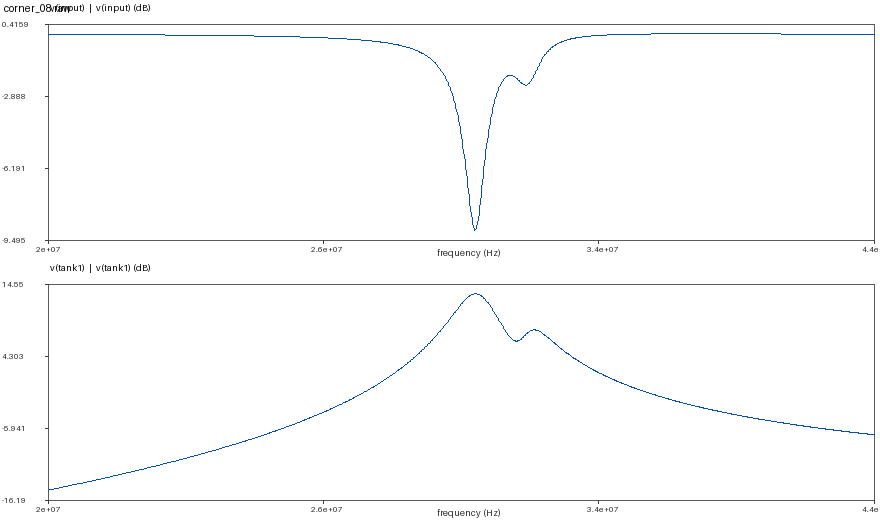 corner_08.raw
v(input) | v(input) (dB)
0.4159
-2.888
-6.191
-9.495
2e+07
2.6e+07
3.4e+07
4.4e
frequency (Hz)
v(tank1) | v(tank1) (dB)
14.55
4.303
-5.941
-16.19
2e+07
2.6e+07
3.4e+07
4.4e
frequency (Hz)